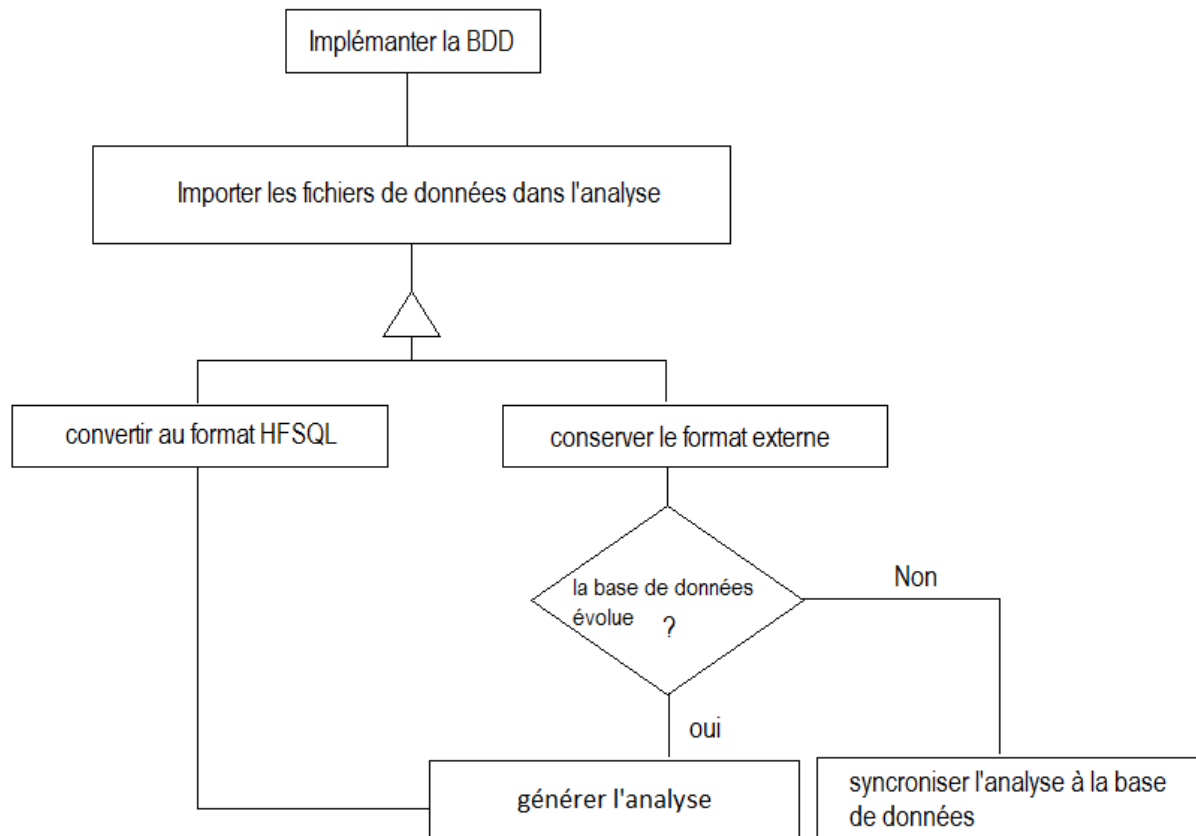 Implémanter la BDD
Importer les fichiers de données dans l'analyse
convertir au format HFSQL
conserver le format externe
la base de données
évolue ?
Non
oui
générer l'analyse
syncroniser l'analyse à la base
de données